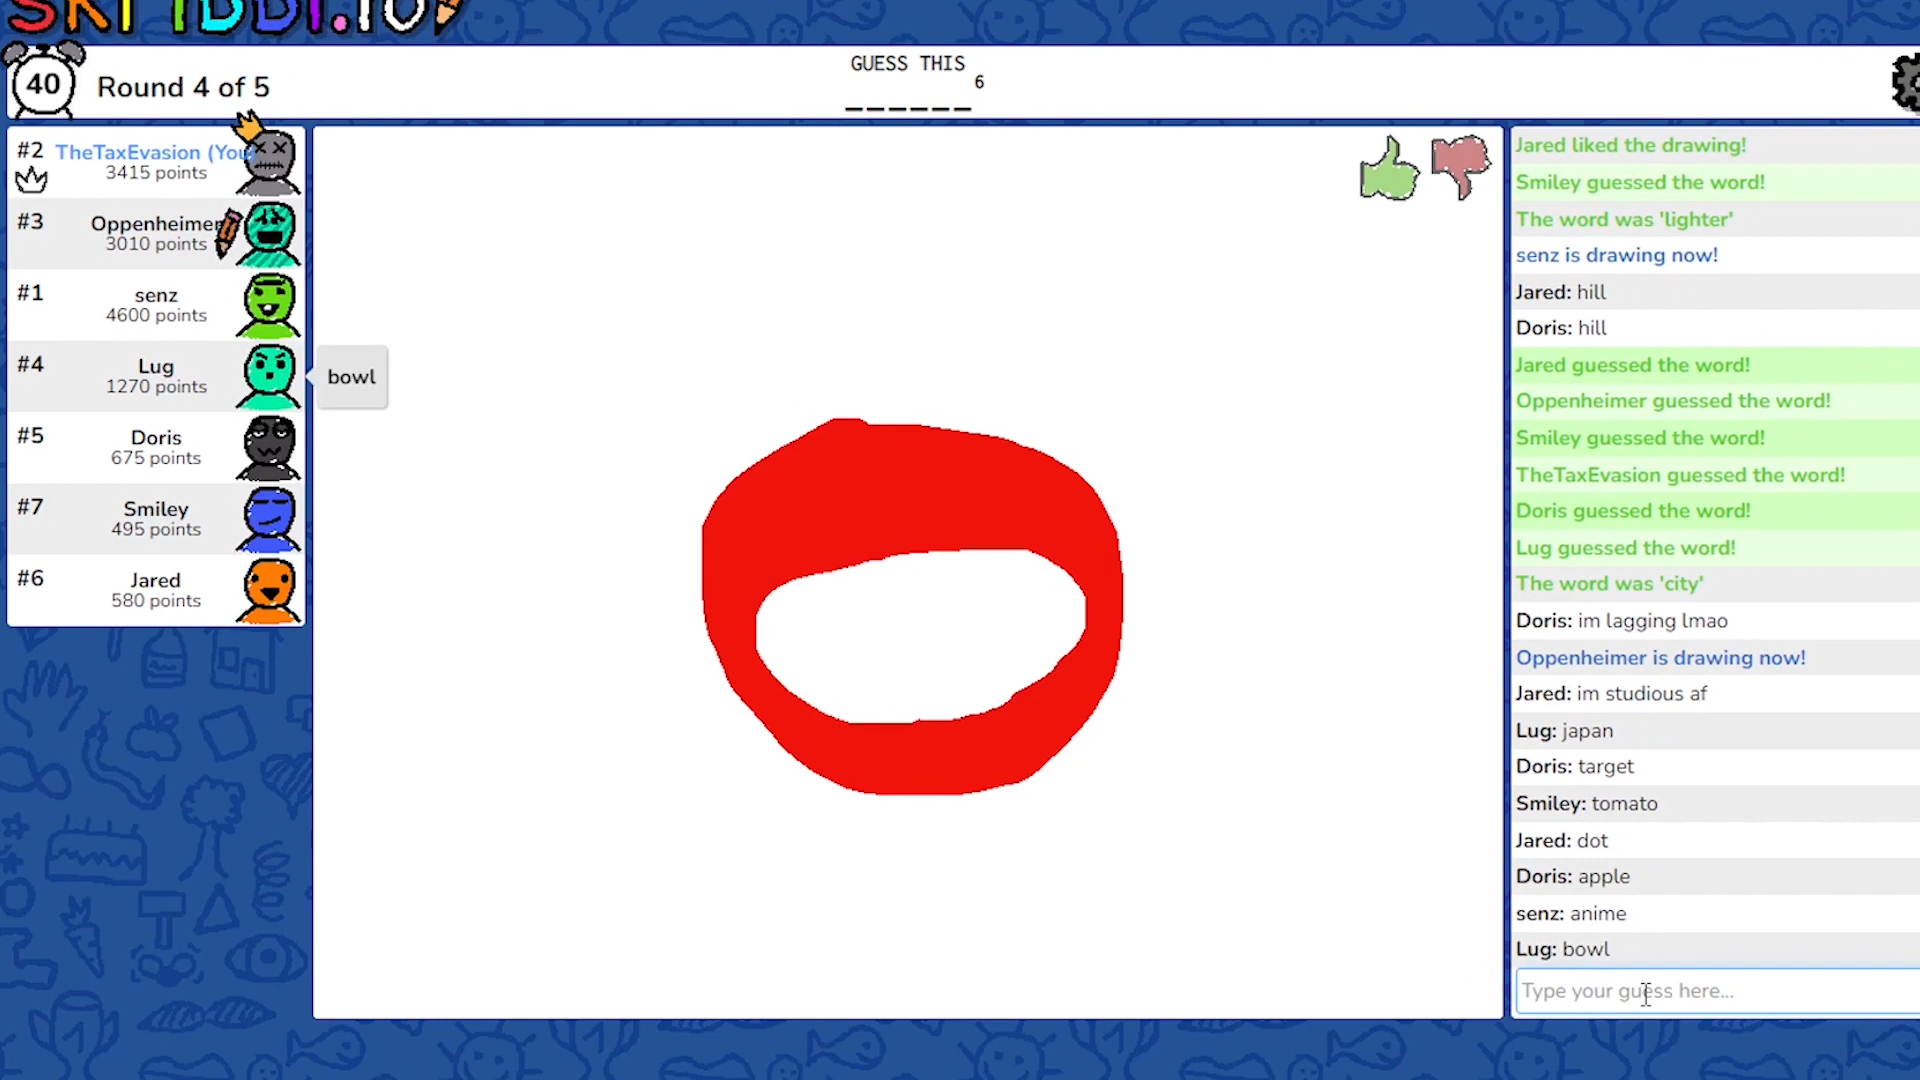 SKRIBBL.IO
40
Round 4 of 5
GUESS THIS
______ 6
#2 TheTaxEvasion (You)
3415 points
#3 Oppenheimer
3010 points
#1 senz
4600 points
#4 Lug
1270 points
bowl
#5 Doris
675 points
#7 Smiley
495 points
#6 Jared
580 points
Jared liked the drawing!
Smiley guessed the word!
The word was 'lighter'
senz is drawing now!
Jared: hill
Doris: hill
Jared guessed the word!
Oppenheimer guessed the word!
Smiley guessed the word!
TheTaxEvasion guessed the word!
Doris guessed the word!
Lug guessed the word!
The word was 'city'
Doris: im lagging lmao
Oppenheimer is drawing now!
Jared: im studious af
Lug: japan
Doris: target
Smiley: tomato
Jared: dot
Doris: apple
senz: anime
Lug: bowl
Type your guess here...